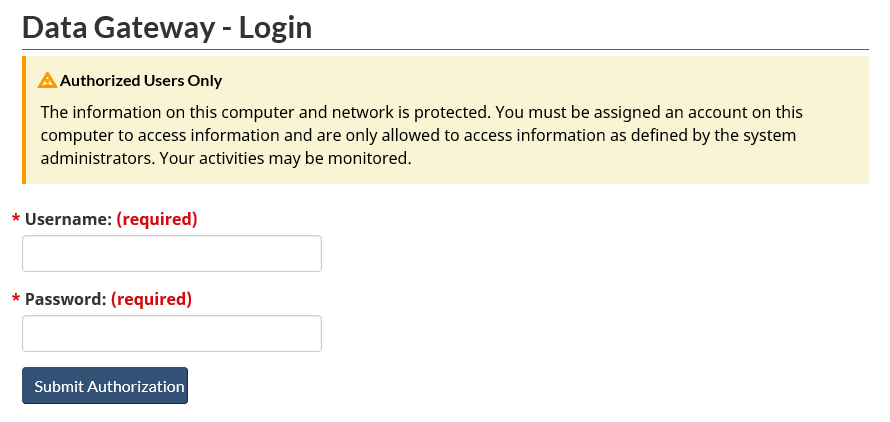 Data Gateway - Login
Authorized Users Only
The information on this computer and network is protected. You must be assigned an account on this
computer to access information and are only allowed to access information as defined by the system
administrators. Your activities may be monitored.
* Username: (required)
* Password: (required)
Submit Authorization